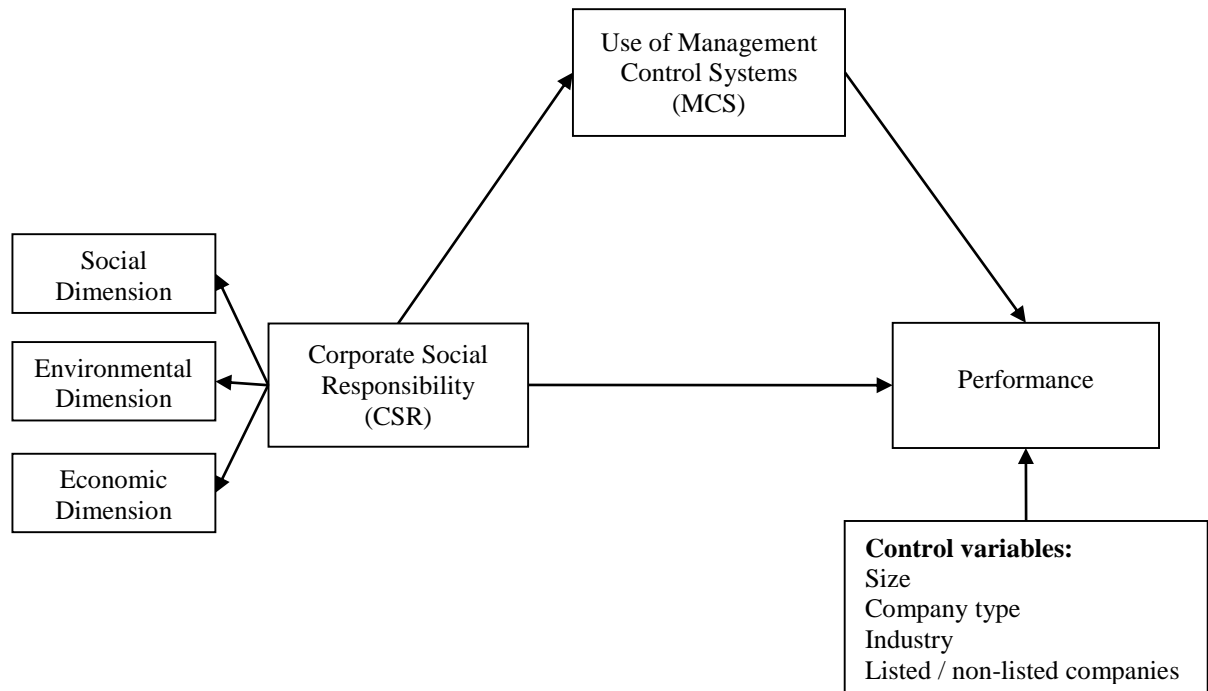 Use of Management
Control Systems
(MCS)
Social
Dimension
Environmental
Dimension
Economic
Dimension
Corporate Social
Responsibility
(CSR)
Performance
Control variables:
Size
Company type
Industry
Listed / non-listed companies